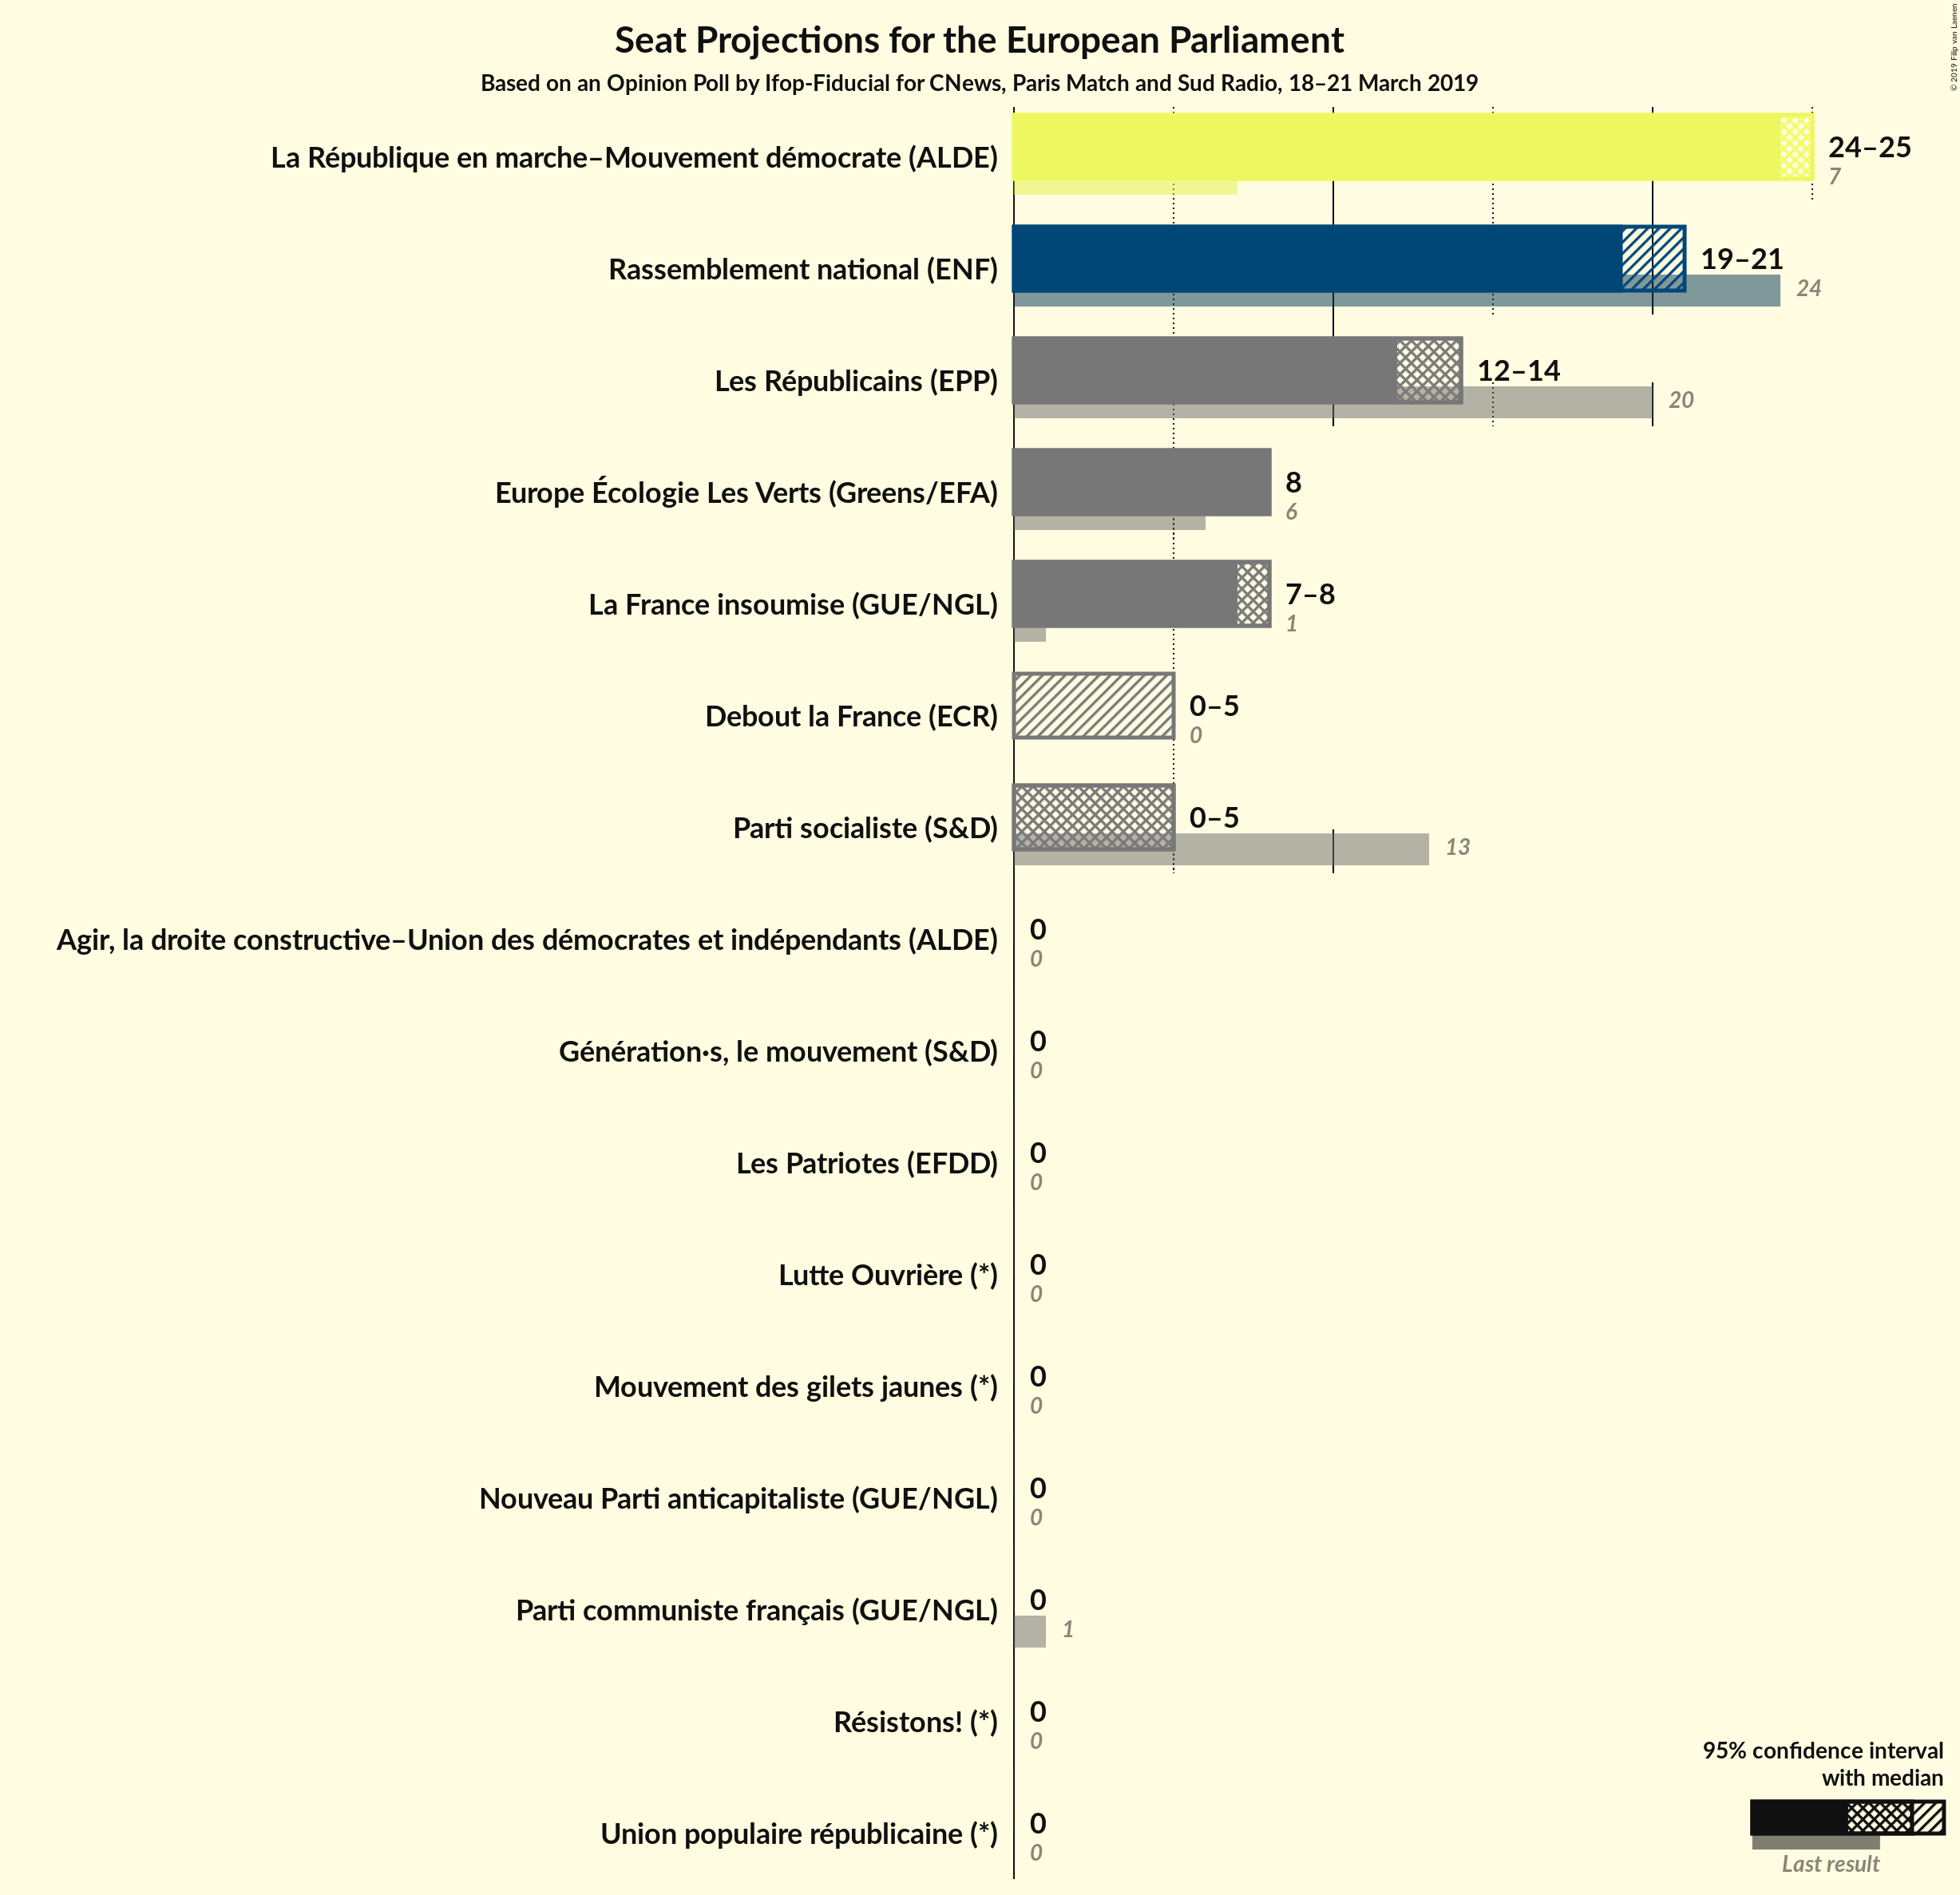 Seat Projections for the European Parliament
Based on an Opinion Poll by Ifop-Fiducial for CNews, Paris Match and Sud Radio, 18–21 March 2019
© 2019 Filip van Laenen
La République en marche–Mouvement démocrate (ALDE)
24–25
7
Rassemblement national (ENF)
19–21
24
Les Républicains (EPP)
12–14
20
Europe Écologie Les Verts (Greens/EFA)
8
6
La France insoumise (GUE/NGL)
7–8
1
Debout la France (ECR)
0–5
0
Parti socialiste (S&D)
0–5
13
Agir, la droite constructive–Union des démocrates et indépendants (ALDE)
0
0
Génération·s, le mouvement (S&D)
0
0
Les Patriotes (EFDD)
0
0
Lutte Ouvrière (*)
0
0
Mouvement des gilets jaunes (*)
0
0
Nouveau Parti anticapitaliste (GUE/NGL)
0
0
Parti communiste français (GUE/NGL)
0
1
Résistons! (*)
0
0
Union populaire républicaine (*)
0
0
95% confidence interval
with median
Last result